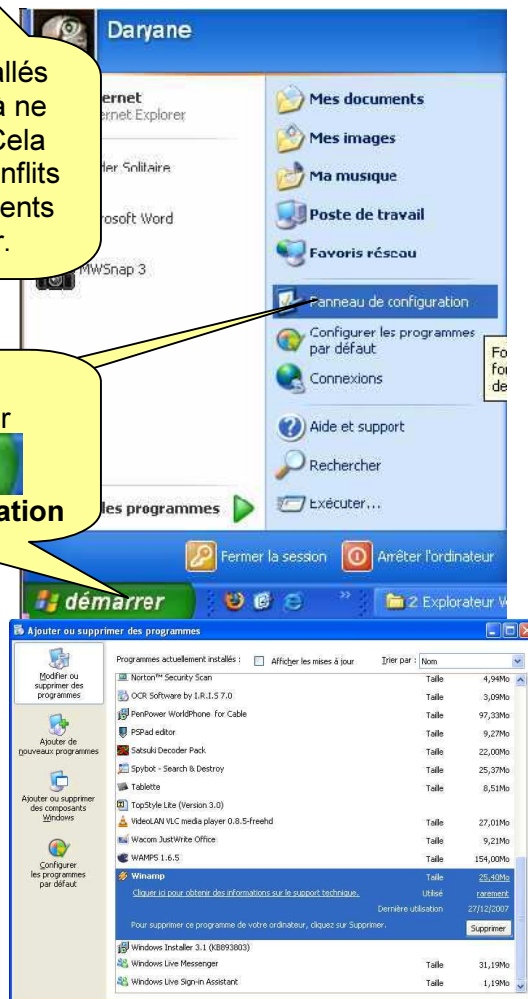 Daryane
allés
a ne
Cela
nflits
ents
r.
ernet
ernet Explorer
der Solitaire
rosoft Word
MWSnap 3
Mes documents
Mes images
Ma musique
Poste de travail
Favoris réseau
Panneau de configuration
Configurer les programmes
par défaut
Connexions
Fo
fo
de
r
ation
Aide et support
Rechercher
Exécuter...
les programmes
Fermer la session
Arrêter l'ordinateur
démarrer
»
2 Explorateur W
Ajouter ou supprimer des programmes
Modifier ou
supprimer des
programmes
Ajouter de
nouveaux programmes
Ajouter ou supprimer
des composants
Windows
Configurer
les programmes
par défaut
Programmes actuellement installés : Afficher les mises à jour Trier par : Nom
Norton™ Security Scan Taille 4,94Mo
OCR Software by I.R.I.S 7.0 Taille 3,09Mo
PenPower WorldPhone for Cable Taille 97,33Mo
PSPad editor Taille 9,27Mo
Satsuki Decoder Pack Taille 22,00Mo
Spybot - Search & Destroy Taille 25,37Mo
Tablette Taille 8,51Mo
TopStyle Lite (Version 3.0)
VideoLAN VLC media player 0.8.5-freehd Taille 27,01Mo
Wacom JustWrite Office Taille 9,21Mo
WAMP5 1.6.5 Taille 154,00Mo
Winamp Taille 25,40Mo
Cliquer ici pour obtenir des informations sur le support technique. Utilisé rarement
Dernière utilisation 27/12/2007
Pour supprimer ce programme de votre ordinateur, cliquez sur Supprimer. Supprimer
Windows Installer 3.1 (KB893803)
Windows Live Messenger Taille 31,19Mo
Windows Live Sign-in Assistant Taille 1,19Mo